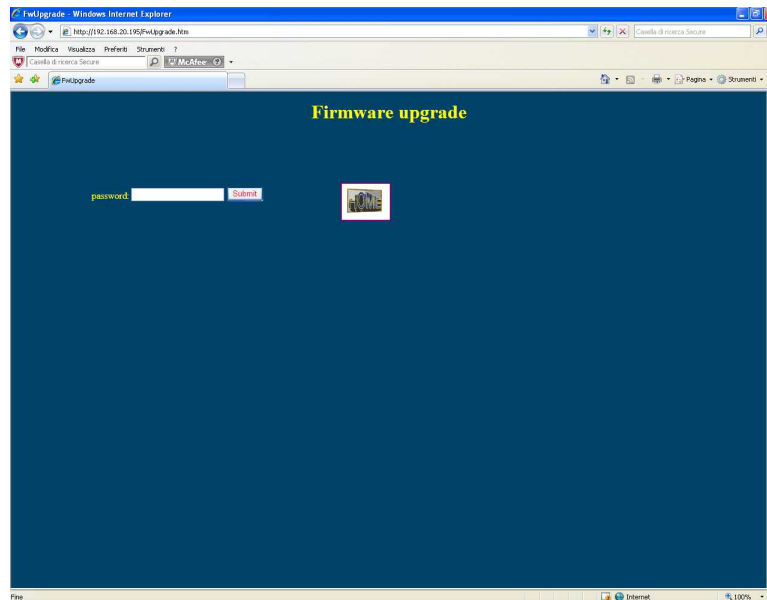 FwUpgrade - Windows Internet Explorer
http://192.168.20.195/FwUpgrade.htm
Casella di ricerca Secure
File Modifica Visualizza Preferiti Strumenti ?
Casella di ricerca Secure McAfee
FwUpgrade
Pagina Strumenti
Firmware upgrade
password: Submit
HOME
Fine Internet 100%